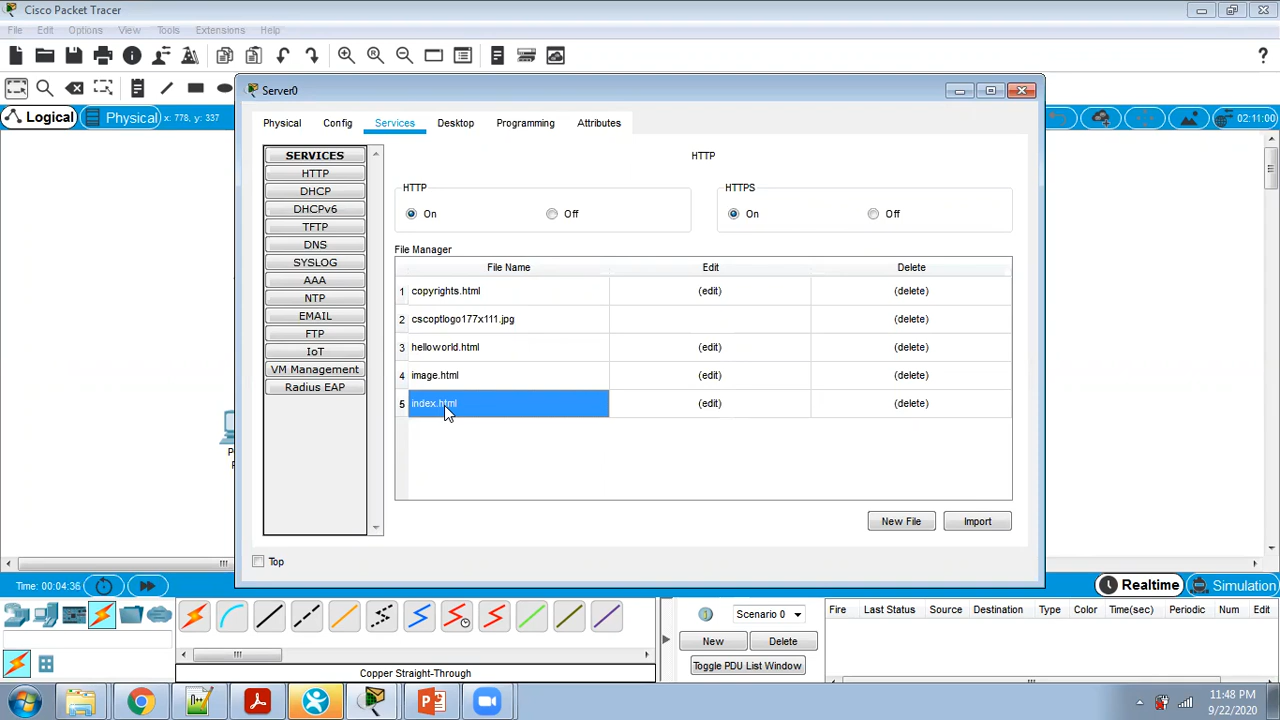 Cisco Packet Tracer
File Edit Options View Tools Extensions Help
?
Logical Physical x: 778, y: 337 02:11:00
Server0
Physical Config Services Desktop Programming Attributes
SERVICES
HTTP
DHCP
DHCPv6
TFTP
DNS
SYSLOG
AAA
NTP
EMAIL
FTP
IoT
VM Management
Radius EAP
HTTP
HTTP
On Off
HTTPS
On Off
File Manager
File Name Edit Delete
1 copyrights.html (edit) (delete)
2 cscoptlogo177x111.jpg (delete)
3 helloworld.html (edit) (delete)
4 image.html (edit) (delete)
5 index.html (edit) (delete)
New File Import
Top
Time: 00:04:36 Realtime Simulation
Scenario 0
New Delete
Toggle PDU List Window
Fire Last Status Source Destination Type Color Time(sec) Periodic Num Edit
Copper Straight-Through
11:48 PM
9/22/2020